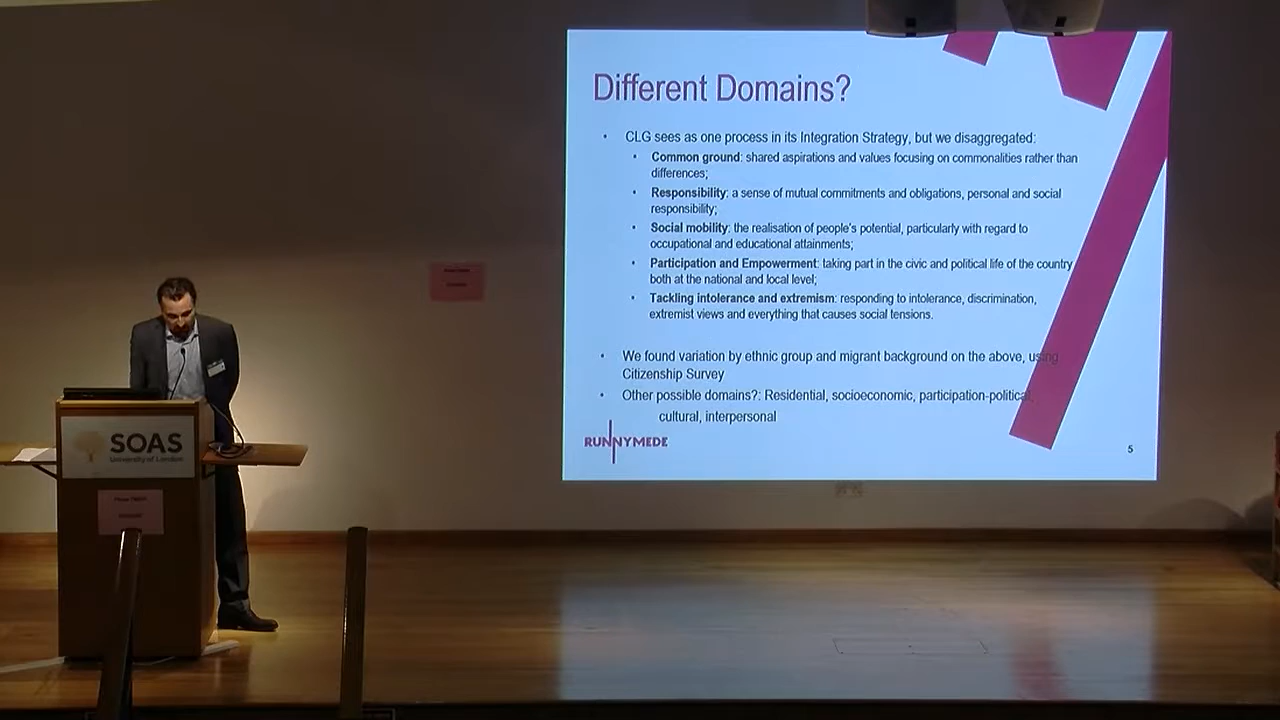 Different Domains?
• CLG sees as one process in its Integration Strategy, but we disaggregated:
• Common ground: shared aspirations and values focusing on commonalities rather than
differences;
• Responsibility: a sense of mutual commitments and obligations, personal and social
responsibility;
• Social mobility: the realisation of people's potential, particularly with regard to
occupational and educational attainments;
• Participation and Empowerment: taking part in the civic and political life of the country
both at the national and local level;
• Tackling intolerance and extremism: responding to intolerance, discrimination,
extremist views and everything that causes social tensions.
• We found variation by ethnic group and migrant background on the above, using
Citizenship Survey
• Other possible domains?: Residential, socioeconomic, participation-political,
cultural, interpersonal
RUNNYMEDE
5
SOAS
University of London